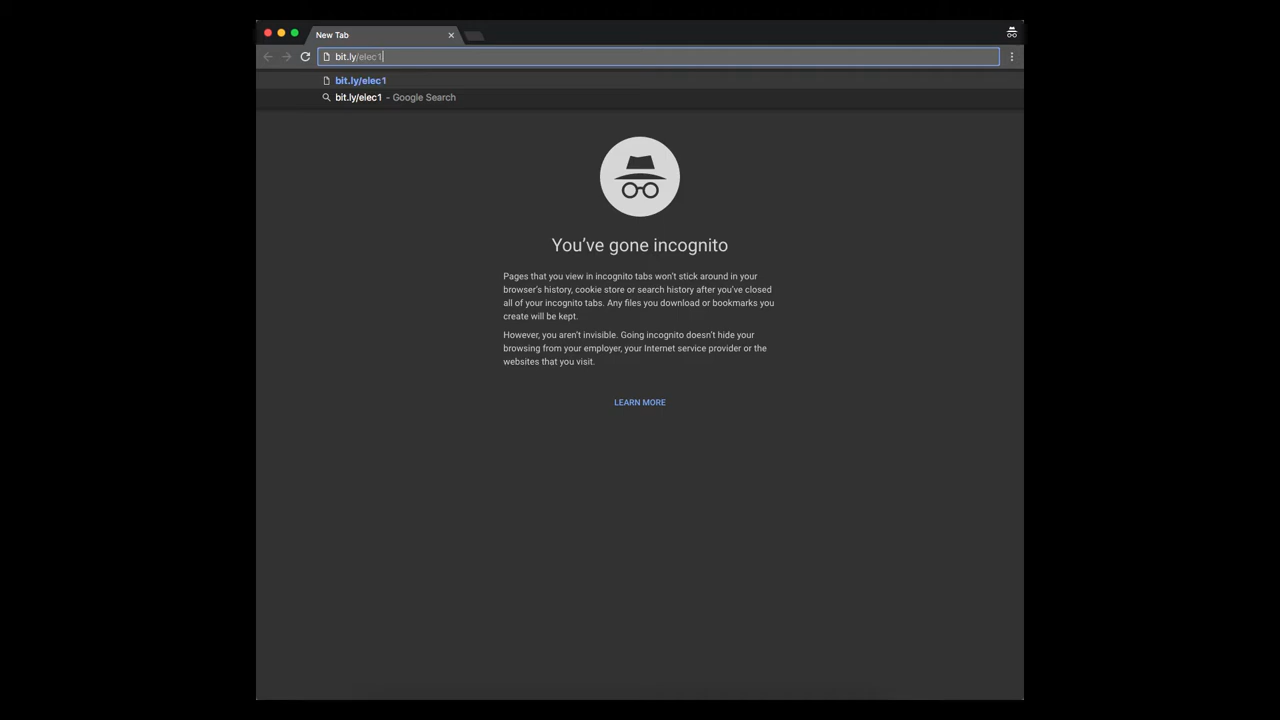 New Tab
bit.ly/elec1
bit.ly/elec1
bit.ly/elec1 - Google Search
You've gone incognito
Pages that you view in incognito tabs won't stick around in your
browser's history, cookie store or search history after you've closed
all of your incognito tabs. Any files you download or bookmarks you
create will be kept.
However, you aren't invisible. Going incognito doesn't hide your
browsing from your employer, your Internet service provider or the
websites that you visit.
LEARN MORE